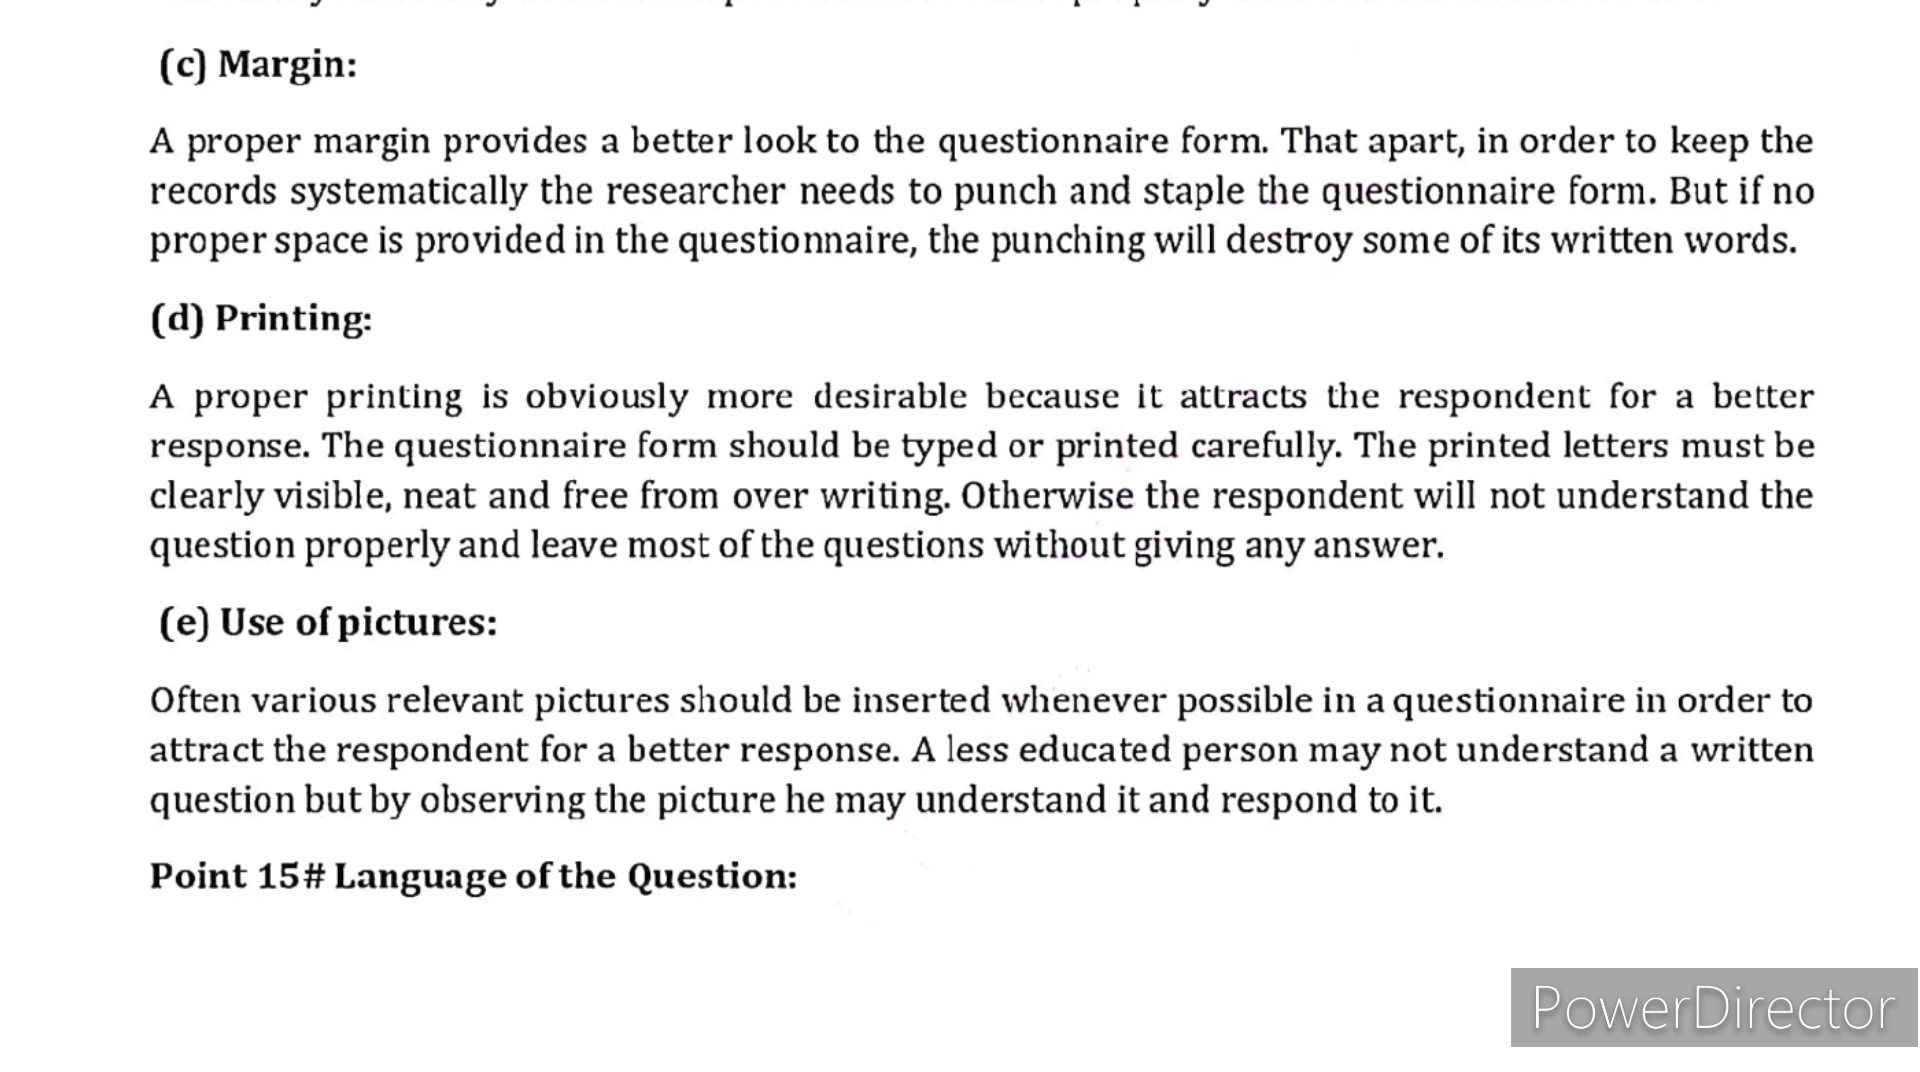 (c) Margin:
A proper margin provides a better look to the questionnaire form. That apart, in order to keep the
records systematically the researcher needs to punch and staple the questionnaire form. But if no
proper space is provided in the questionnaire, the punching will destroy some of its written words.
(d) Printing:
A proper printing is obviously more desirable because it attracts the respondent for a better
response. The questionnaire form should be typed or printed carefully. The printed letters must be
clearly visible, neat and free from over writing. Otherwise the respondent will not understand the
question properly and leave most of the questions without giving any answer.
(e) Use of pictures:
Often various relevant pictures should be inserted whenever possible in a questionnaire in order to
attract the respondent for a better response. A less educated person may not understand a written
question but by observing the picture he may understand it and respond to it.
Point 15# Language of the Question:
PowerDirector